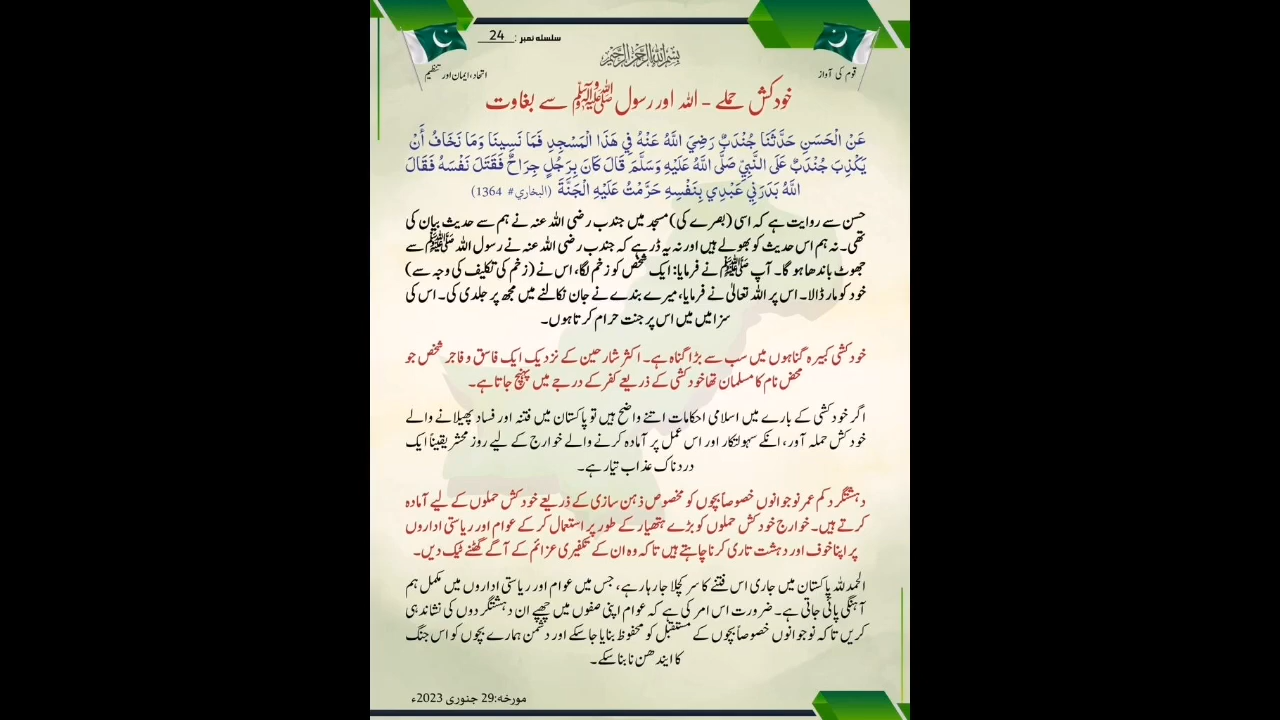 سلسلہ نمبر: 24
بِسْمِ اللهِ الرَّحْمٰنِ الرَّحِيْمِ
قوم کی آواز
اتحاد، ایمان اور تنظیم
خودکش حملے - اللہ اور رسول ﷺ سے بغاوت
عَنْ الْحَسَنِ حَدَّثَنَا جُنْدَبٌ رَضِيَ اللَّهُ عَنْهُ فِي هَذَا الْمَسْجِدِ فَمَا نَسِينَا وَمَا نَخَافُ أَنْ
يَكْذِبَ جُنْدَبٌ عَلَى النَّبِيِّ صَلَّى اللَّهُ عَلَيْهِ وَسَلَّمَ قَالَ كَانَ بِرَجُلٍ جِرَاحٌ فَقَتَلَ نَفْسَهُ فَقَالَ
اللَّهُ بَدَرَنِي عَبْدِي بِنَفْسِهِ حَرَّمْتُ عَلَيْهِ الْجَنَّةَ (البخاري# 1364)
حسن سے روایت ہے کہ اسی (بصرے کی) مسجد میں جندب رضی اللہ عنہ نے ہم سے حدیث بیان کی
تھی۔ نہ ہم اس حدیث کو بھولے ہیں اور نہ یہ ڈر ہے کہ جندب رضی اللہ عنہ نے رسول اللہ ﷺ سے
جھوٹ باندھا ہو گا۔ آپ ﷺ نے فرمایا: ایک شخص کو زخم لگا، اس نے (زخم کی تکلیف کی وجہ سے)
خود کو مار ڈالا۔ اس پر اللہ تعالیٰ نے فرمایا، میرے بندے نے جان نکالنے میں مجھ پر جلدی کی۔ اس کی
سزا میں میں اس پر جنت حرام کرتا ہوں۔
خودکشی کبیرہ گناہوں میں سب سے بڑا گناہ ہے۔ اکثر شارحین کے نزدیک ایک فاسق و فاجر شخص جو
محض نام کا مسلمان تھا خودکشی کے ذریعے کفر کے درجے میں پہنچ جاتا ہے۔
اگر خودکشی کے بارے میں اسلامی احکامات اتنے واضح ہیں تو پاکستان میں فتنہ اور فساد پھیلانے والے
خودکش حملہ آور، انکے سہولتکار اور اس عمل پر آمادہ کرنے والے خوارج کے لیے روز محشر یقیناً ایک
دردناک عذاب تیار ہے۔
دہشتگرد کم عمر نوجوانوں خصوصاً بچوں کو مخصوص ذہن سازی کے ذریعے خودکش حملوں کے لیے آمادہ
کرتے ہیں۔ خوارج خودکش حملوں کو بڑے ہتھیار کے طور پر استعمال کر کے عوام اور ریاستی اداروں
پر اپنا خوف اور دہشت تاری کرنا چاہتے ہیں تاکہ وہ ان کے تکفیری عزائم کے آگے گھٹنے ٹیک دیں۔
الحمدللہ پاکستان میں جاری اس فتنے کا سر کچلا جا رہا ہے، جس میں عوام اور ریاستی اداروں میں مکمل ہم
آہنگی پائی جاتی ہے۔ ضرورت اس امر کی ہے کہ عوام اپنی صفوں میں چھپے ان دہشتگردوں کی نشاندہی
کریں تاکہ نوجوانوں خصوصاً بچوں کے مستقبل کو محفوظ بنایا جا سکے اور دشمن ہمارے بچوں کو اس جنگ
کا ایندھن نا بنا سکے۔
مورخہ: 29 جنوری 2023ء